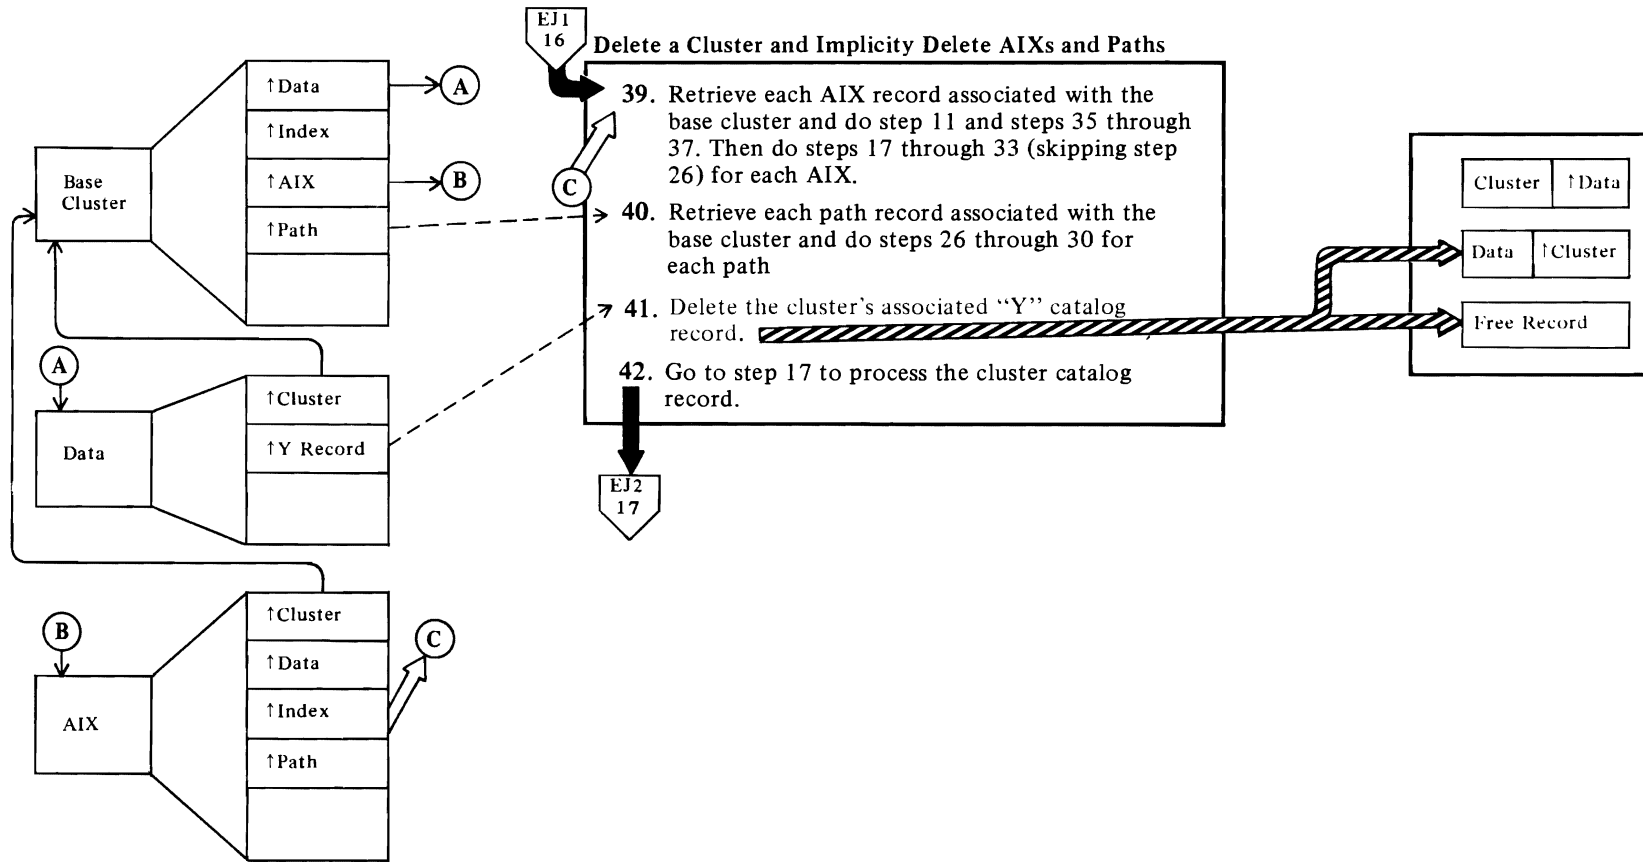 EJ1
16
Delete a Cluster and Implicity Delete AIXs and Paths
↑Data
A
↑Index
Base
Cluster
↑AIX
B
↑Path
39. Retrieve each AIX record associated with the
base cluster and do step 11 and steps 35 through
37. Then do steps 17 through 33 (skipping step
26) for each AIX.
C
40. Retrieve each path record associated with the
base cluster and do steps 26 through 30 for
each path
41. Delete the cluster's associated “Y” catalog
record.
42. Go to step 17 to process the cluster catalog
record.
EJ2
17
Cluster ↑Data
Data ↑Cluster
Free Record
A
Data
↑Cluster
↑Y Record
B
AIX
↑Cluster
↑Data
↑Index
↑Path
C